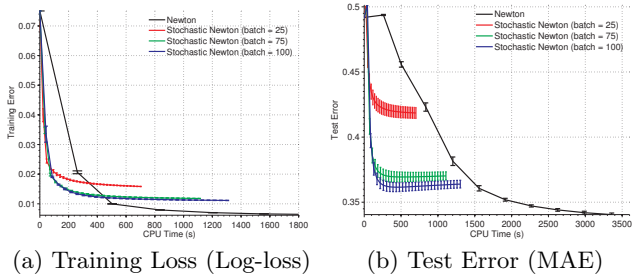 Newton
Stochastic Newton (batch = 25)
Stochastic Newton (batch = 75)
Stochastic Newton (batch = 100)
0.07
0.06
0.05
0.04
0.03
0.02
0.01
Training Error
0 200 400 600 800 1000 1200 1400 1600 1800
CPU Time (s)
(a) Training Loss (Log-loss)
Newton
Stochastic Newton (batch = 25)
Stochastic Newton (batch = 75)
Stochastic Newton (batch = 100)
0.5
0.45
0.4
0.35
Test Error
0 500 1000 1500 2000 2500 3000 3500
CPU Time (s)
(b) Test Error (MAE)